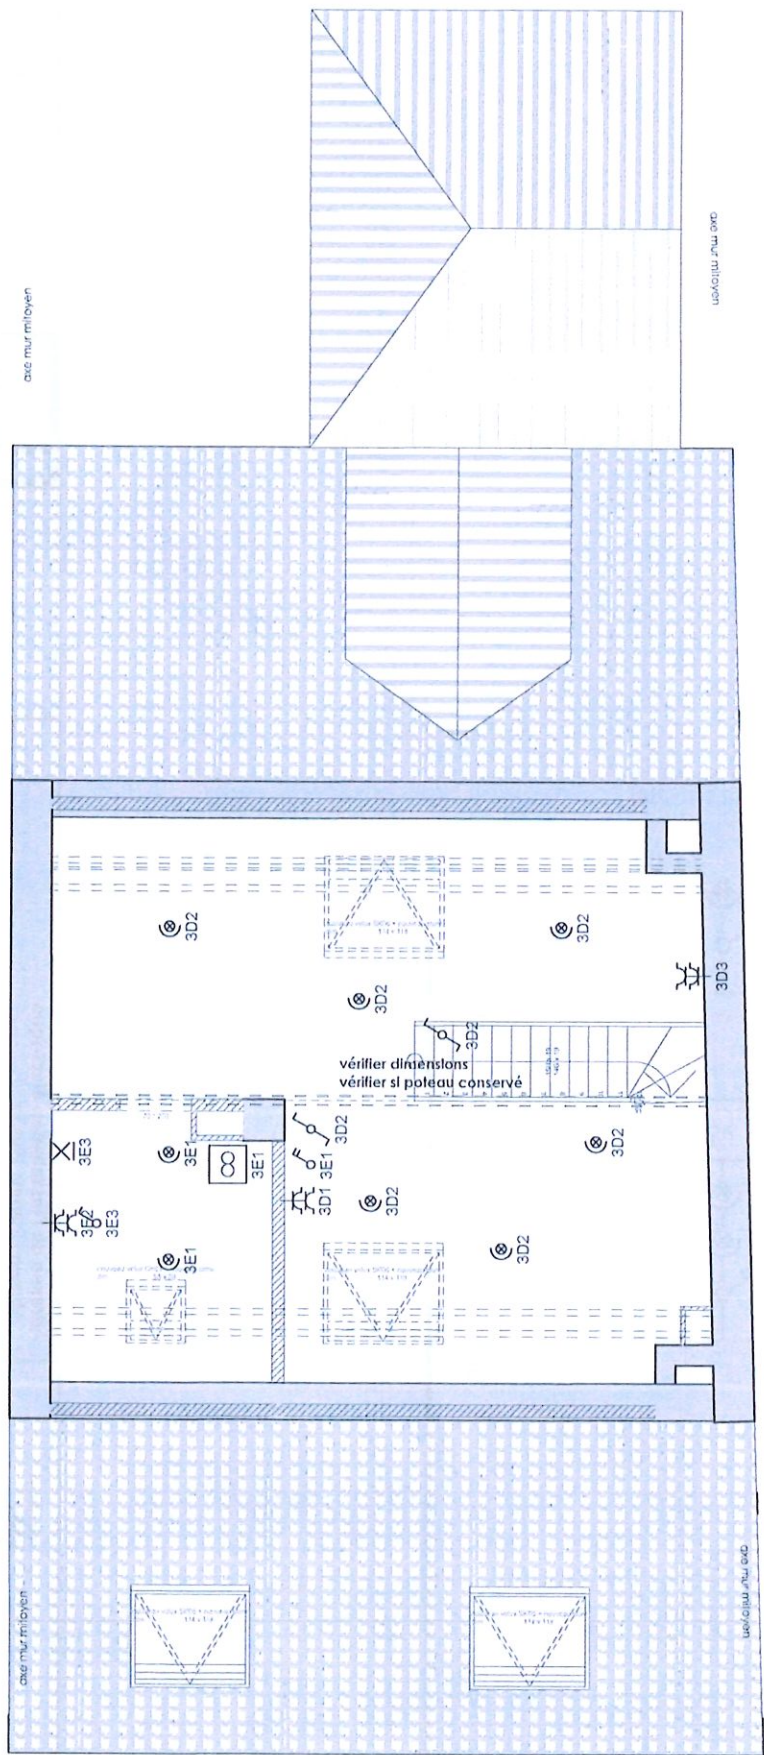 axe mur mitoyen
axe mur mitoyen
3D2
3D2
3D2
3D3
3D2
vérifier dimensions
vérifier si poteau conservé
3E3
3E1
3E1
3D2
3E1
3D1
3D2
3E2
3E3
3D2
3E1
3D2
axe mur mitoyen
axe mur mitoyen